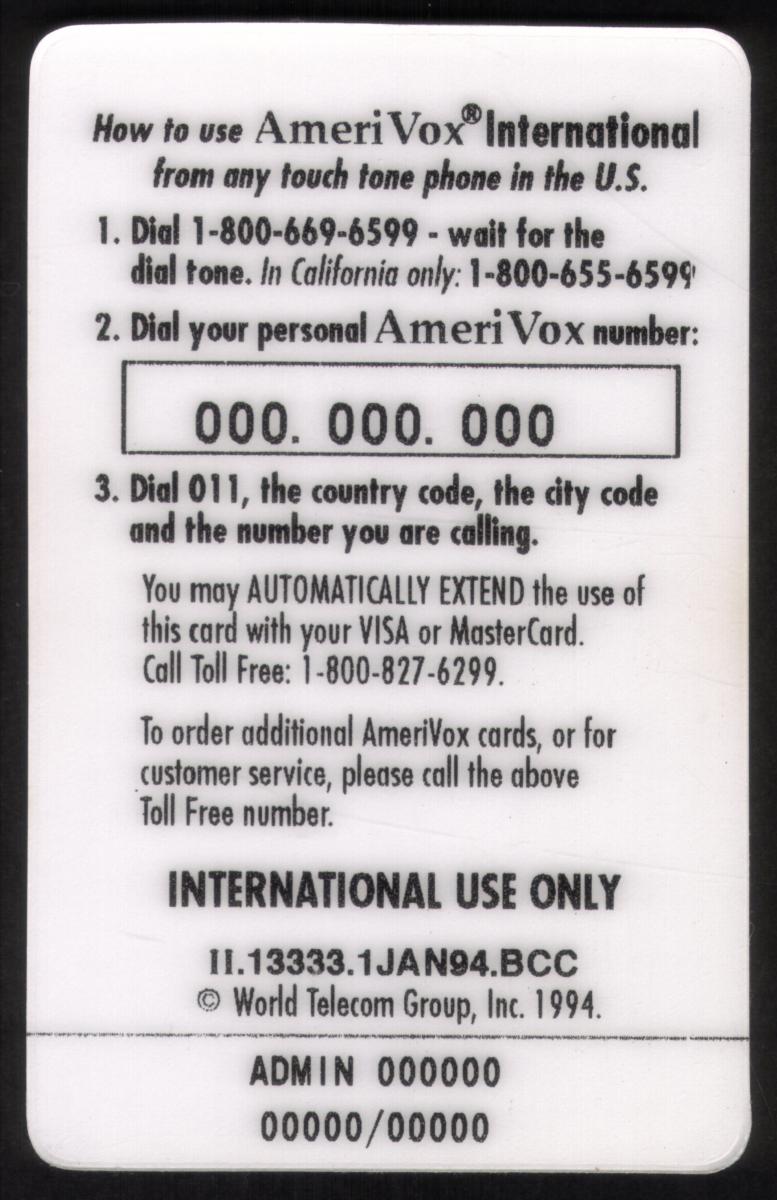 How to use AmeriVox® International
from any touch tone phone in the U.S.
1. Dial 1-800-669-6599 - wait for the
dial tone. In California only: 1-800-655-6599
2. Dial your personal AmeriVox number:
000. 000. 000
3. Dial 011, the country code, the city code
and the number you are calling.
You may AUTOMATICALLY EXTEND the use of
this card with your VISA or MasterCard.
Call Toll Free: 1-800-827-6299.
To order additional AmeriVox cards, or for
customer service, please call the above
Toll Free number.
INTERNATIONAL USE ONLY
II.13333.1JAN94.BCC
© World Telecom Group, Inc. 1994.
ADMIN 000000
00000/00000